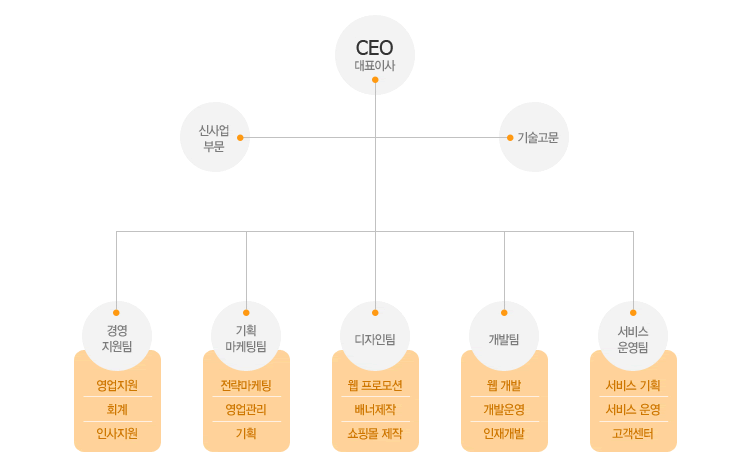 CEO
대표이사
신사업
부문
기술고문
경영
지원팀
기획
마케팅팀
디자인팀
개발팀
서비스
운영팀
영업지원
회계
인사지원
전략마케팅
영업관리
기획
웹 프로모션
배너제작
쇼핑몰 제작
웹 개발
개발운영
인재개발
서비스 기획
서비스 운영
고객센터